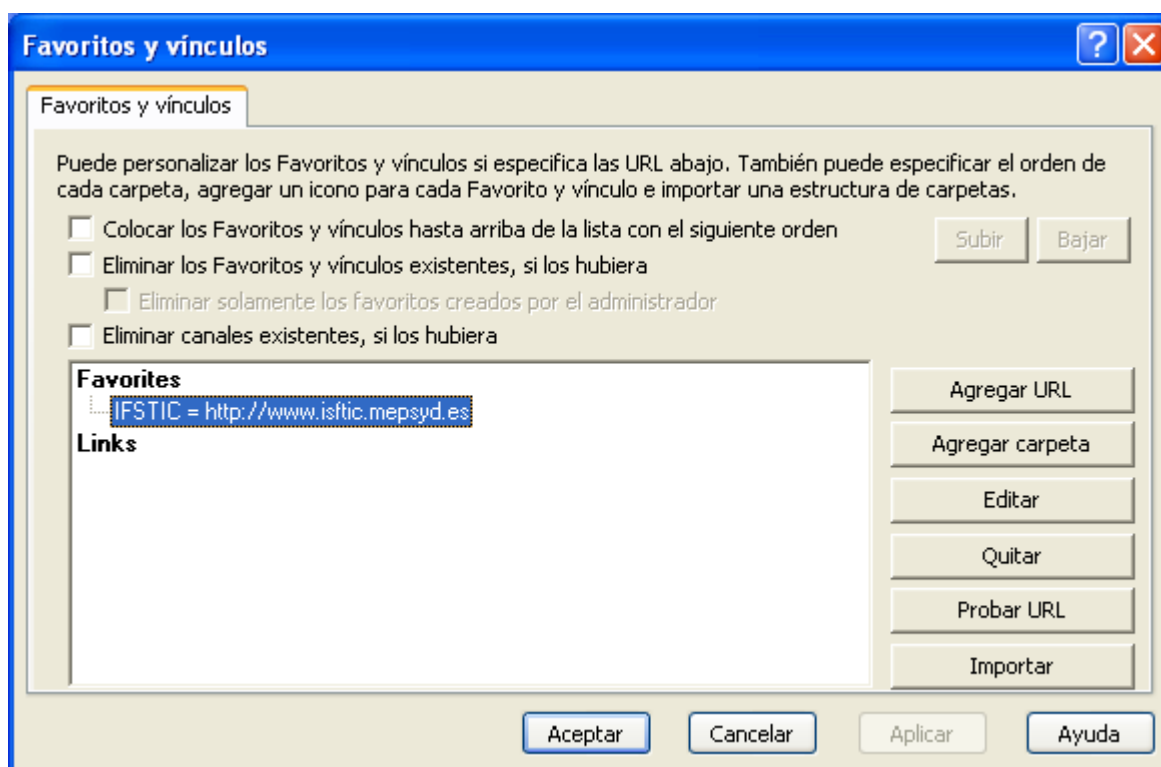 Favoritos y vínculos
Favoritos y vínculos
Puede personalizar los Favoritos y vínculos si especifica las URL abajo. También puede especificar el orden de
cada carpeta, agregar un icono para cada Favorito y vínculo e importar una estructura de carpetas.
Colocar los Favoritos y vínculos hasta arriba de la lista con el siguiente orden
Subir
Bajar
Eliminar los Favoritos y vínculos existentes, si los hubiera
Eliminar solamente los favoritos creados por el administrador
Eliminar canales existentes, si los hubiera
Favorites
IFSTIC = http://www.isftic.mepsyd.es
Links
Agregar URL
Agregar carpeta
Editar
Quitar
Probar URL
Importar
Aceptar
Cancelar
Aplicar
Ayuda